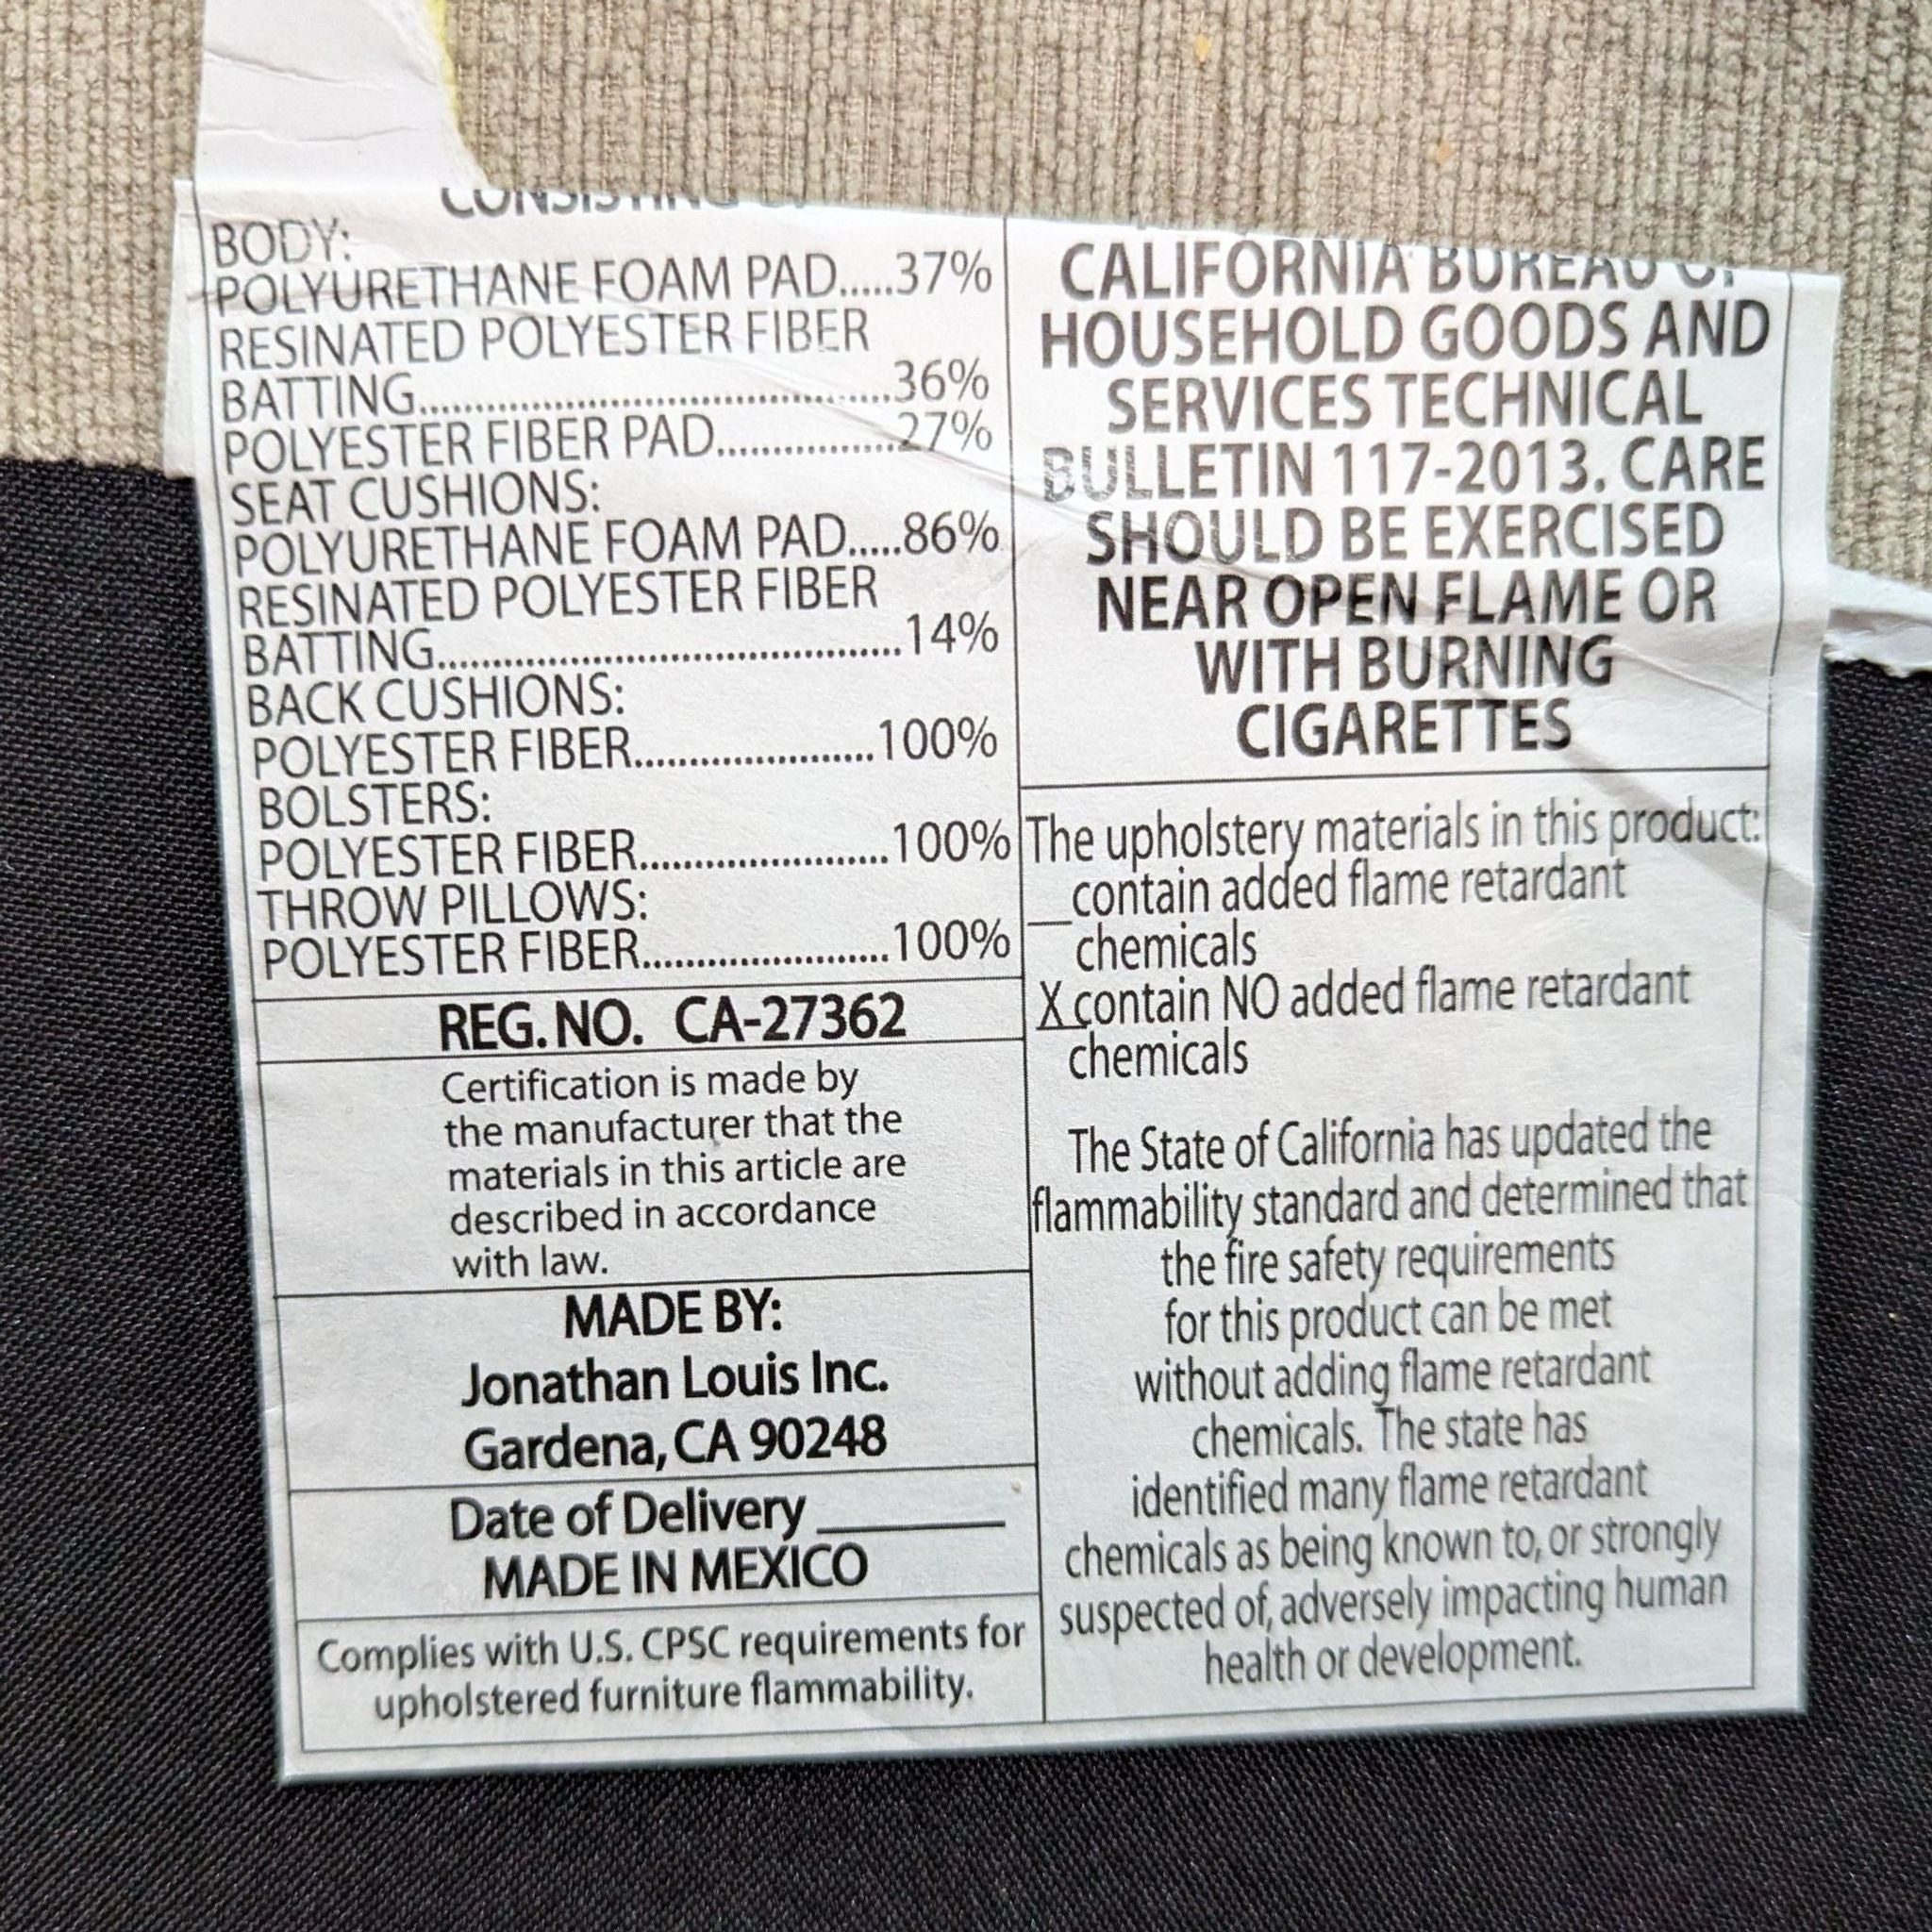 CONSISTING
BODY:
POLYURETHANE FOAM PAD.....37%
RESINATED POLYESTER FIBER
BATTING............................................36%
POLYESTER FIBER PAD.................27%
SEAT CUSHIONS:
POLYURETHANE FOAM PAD.....86%
RESINATED POLYESTER FIBER
BATTING............................................14%
BACK CUSHIONS:
POLYESTER FIBER.......................100%
BOLSTERS:
POLYESTER FIBER.......................100%
THROW PILLOWS:
POLYESTER FIBER.......................100%
REG. NO. CA-27362
Certification is made by
the manufacturer that the
materials in this article are
described in accordance
with law.
MADE BY:
Jonathan Louis Inc.
Gardena, CA 90248
Date of Delivery ________
MADE IN MEXICO
Complies with U.S. CPSC requirements for
upholstered furniture flammability.
CALIFORNIA BUREAU OF
HOUSEHOLD GOODS AND
SERVICES TECHNICAL
BULLETIN 117-2013. CARE
SHOULD BE EXERCISED
NEAR OPEN FLAME OR
WITH BURNING
CIGARETTES
The upholstery materials in this product:
__contain added flame retardant
chemicals
X contain NO added flame retardant
chemicals
The State of California has updated the
flammability standard and determined that
the fire safety requirements
for this product can be met
without adding flame retardant
chemicals. The state has
identified many flame retardant
chemicals as being known to, or strongly
suspected of, adversely impacting human
health or development.